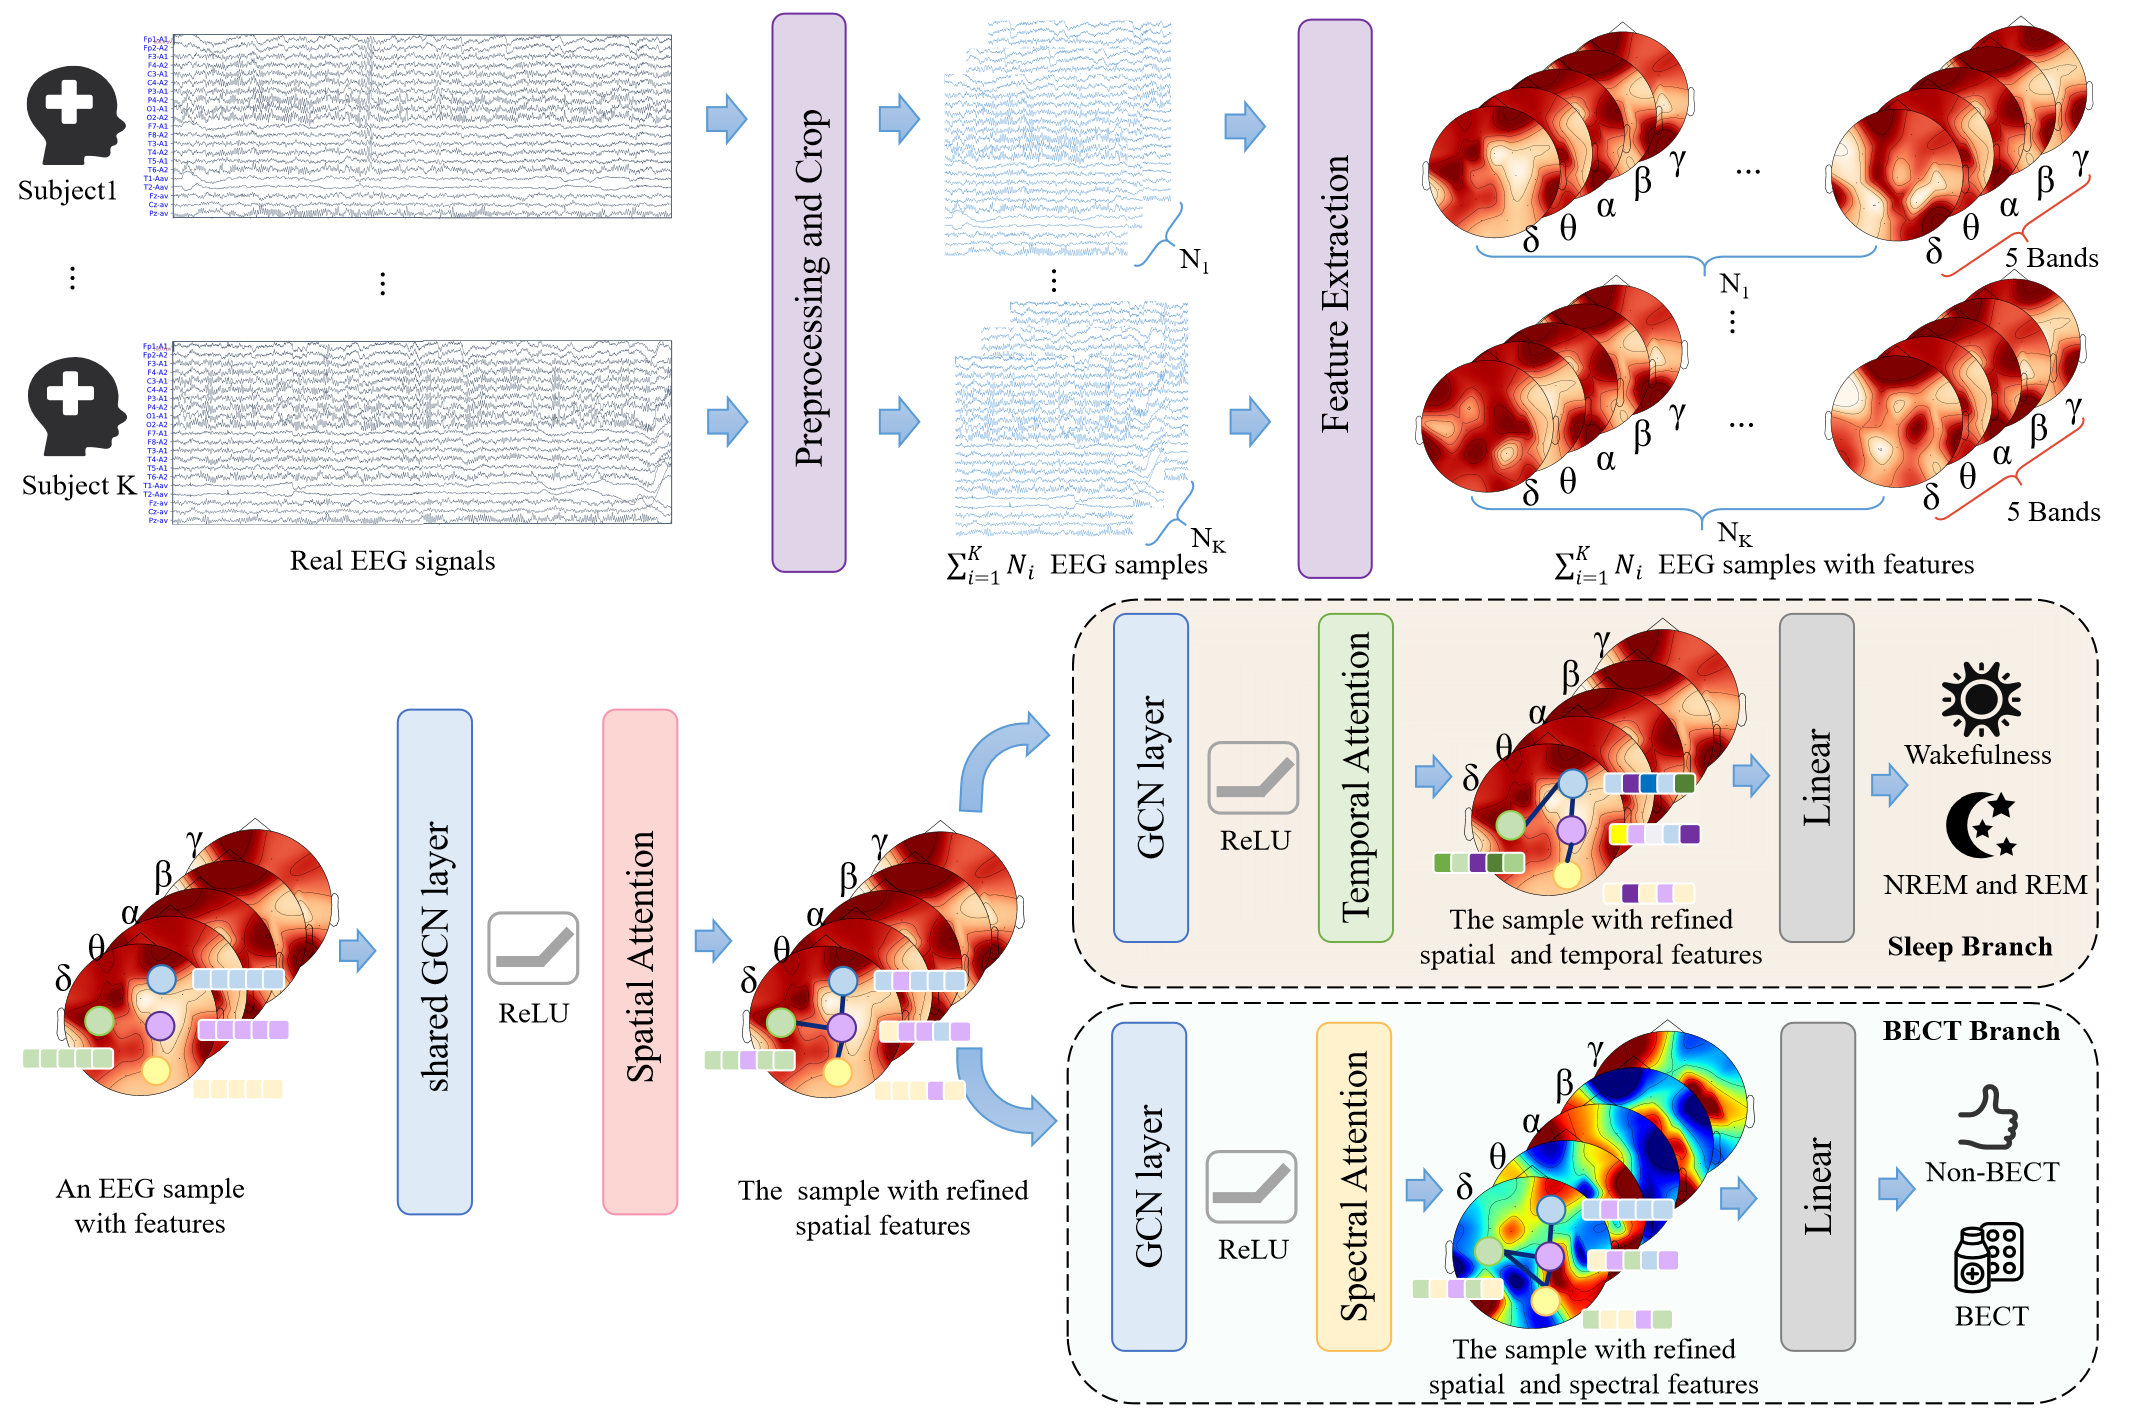 Fp1-A1
Fp2-A2
F3-A1
F4-A2
C3-A1
C4-A2
P3-A1
P4-A2
O1-A1
O2-A2
F7-A1
F8-A2
T3-A1
T4-A2
T5-A1
T6-A2
T1-Aav
T2-Aav
Fz-av
Cz-av
Pz-av
Subject1
⋮
⋮
Fp1-A1
Fp2-A2
F3-A1
F4-A2
C3-A1
C4-A2
P3-A1
P4-A2
O1-A1
O2-A2
F7-A1
F8-A2
T3-A1
T4-A2
T5-A1
T6-A2
T1-Aav
T2-Aav
Fz-av
Cz-av
Pz-av
Subject K
Real EEG signals
Preprocessing and Crop
N₁
⋮
N_K
∑_{i=1}^{K} N_i EEG samples
Feature Extraction
δ θ α β γ
...
δ θ α β γ
5 Bands
N₁
⋮
δ θ α β γ
...
δ θ α β γ
5 Bands
N_K
∑_{i=1}^{K} N_i EEG samples with features
γ
β
α
θ
δ
An EEG sample
with features
shared GCN layer
ReLU
Spatial Attention
γ
β
α
θ
δ
The sample with refined
spatial features
GCN layer
ReLU
Temporal Attention
γ
β
α
θ
δ
The sample with refined
spatial and temporal features
Linear
Wakefulness
NREM and REM
Sleep Branch
BECT Branch
GCN layer
ReLU
Spectral Attention
γ
β
α
θ
δ
The sample with refined
spatial and spectral features
Linear
Non-BECT
BECT